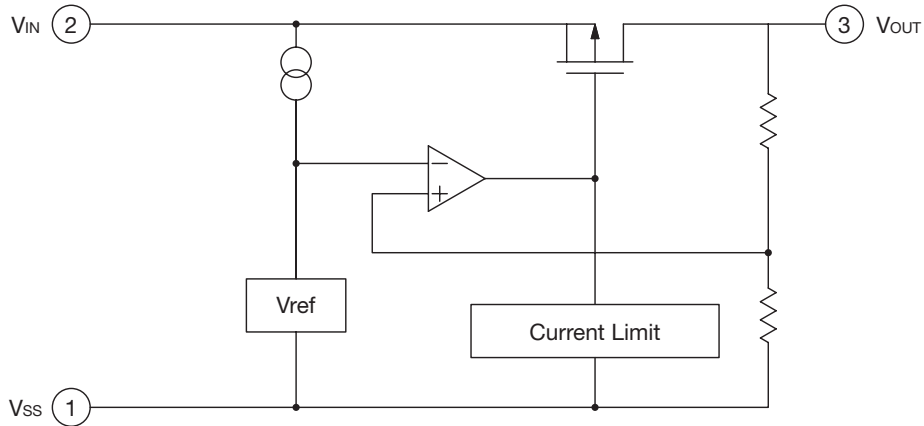 VIN 2
3 VOUT
−
+
Vref
Current Limit
VSS 1